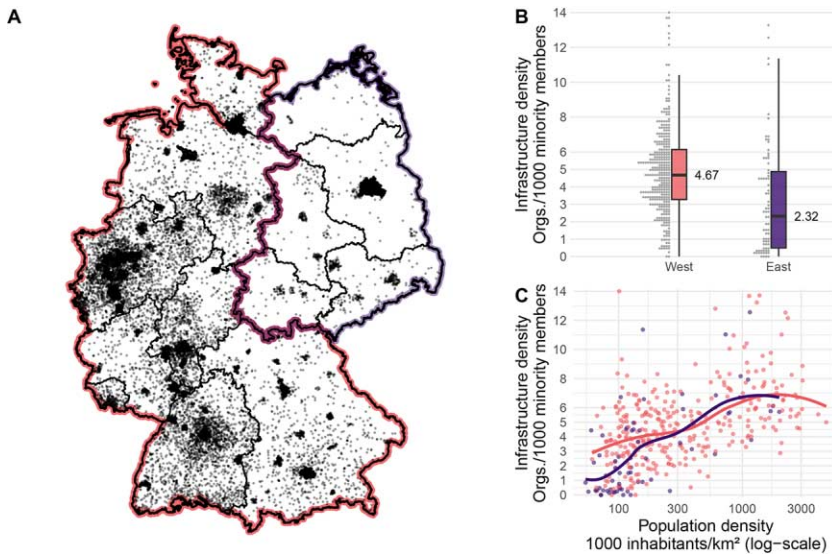 A
B
Infrastructure density
Orgs./1000 minority members
14
12
10
8
6
5
4
3
2
1
0
4.67
2.32
West
East
C
Infrastructure density
Orgs./1000 minority members
14
12
10
8
6
5
4
3
2
1
0
100
300
1000
3000
Population density
1000 inhabitants/km² (log−scale)